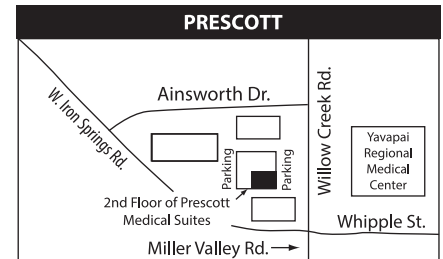 PRESCOTT
W. Iron Springs Rd.
Ainsworth Dr.
Willow Creek Rd.
Yavapai
Regional
Medical
Center
Parking
Parking
2nd Floor of Prescott
Medical Suites
Whipple St.
Miller Valley Rd.